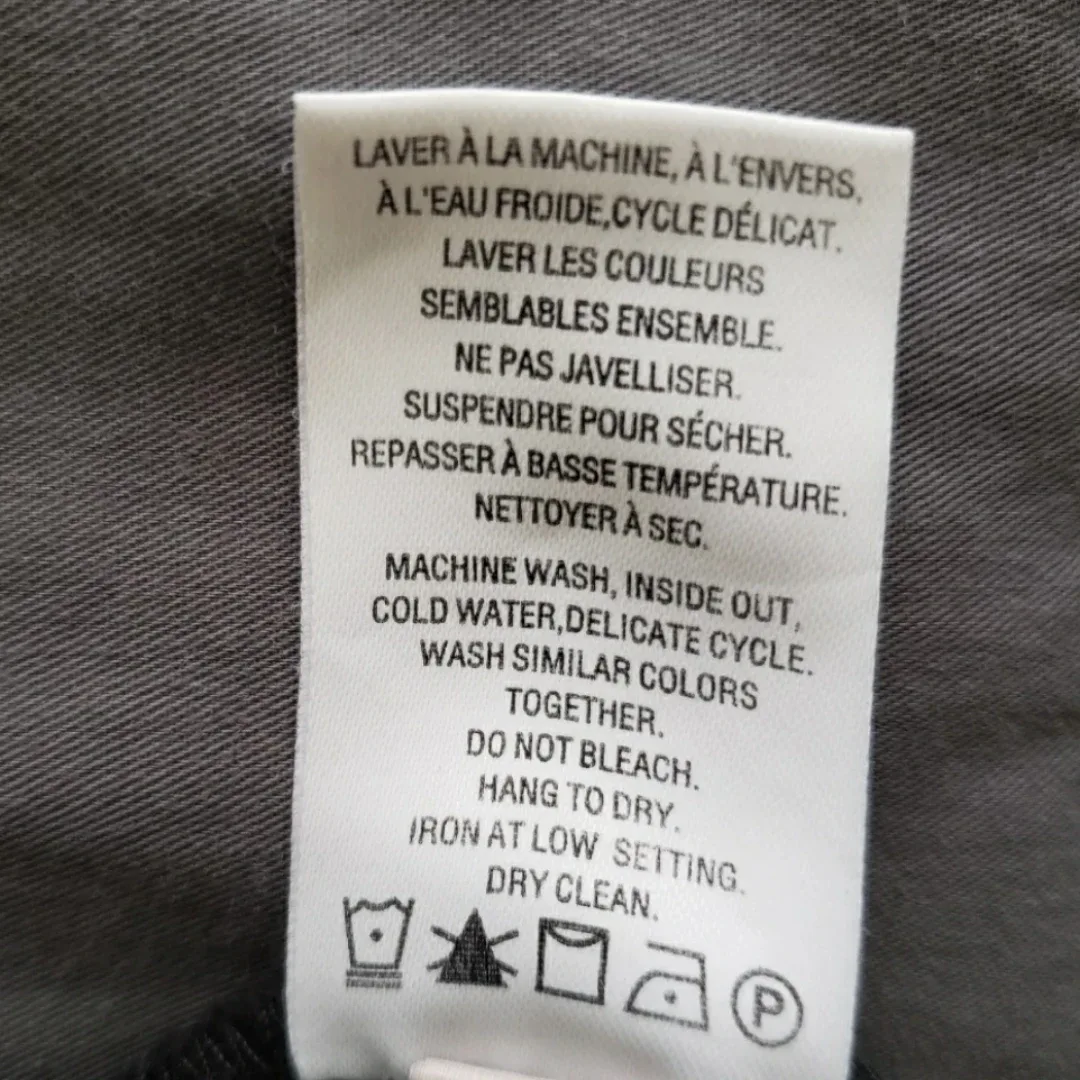 LAVER À LA MACHINE, À L'ENVERS,
À L'EAU FROIDE,CYCLE DÉLICAT.
LAVER LES COULEURS
SEMBLABLES ENSEMBLE.
NE PAS JAVELLISER.
SUSPENDRE POUR SÉCHER.
REPASSER À BASSE TEMPÉRATURE.
NETTOYER À SEC.
MACHINE WASH, INSIDE OUT,
COLD WATER,DELICATE CYCLE.
WASH SIMILAR COLORS
TOGETHER.
DO NOT BLEACH.
HANG TO DRY.
IRON AT LOW SETTING.
DRY CLEAN.
P